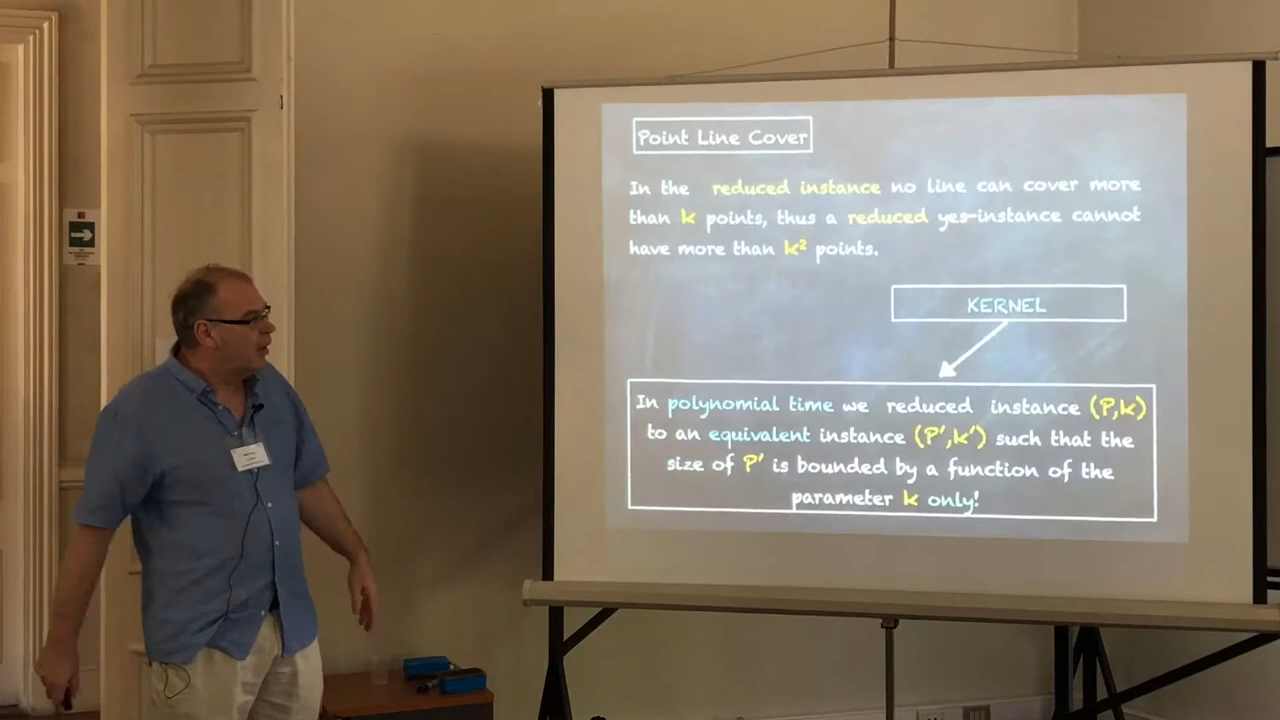 Point Line Cover
In the reduced instance no line can cover more
than k points, thus a reduced yes-instance cannot
have more than k² points.
KERNEL
In polynomial time we reduced instance (P,k)
to an equivalent instance (P',k') such that the
size of P' is bounded by a function of the
parameter k only!